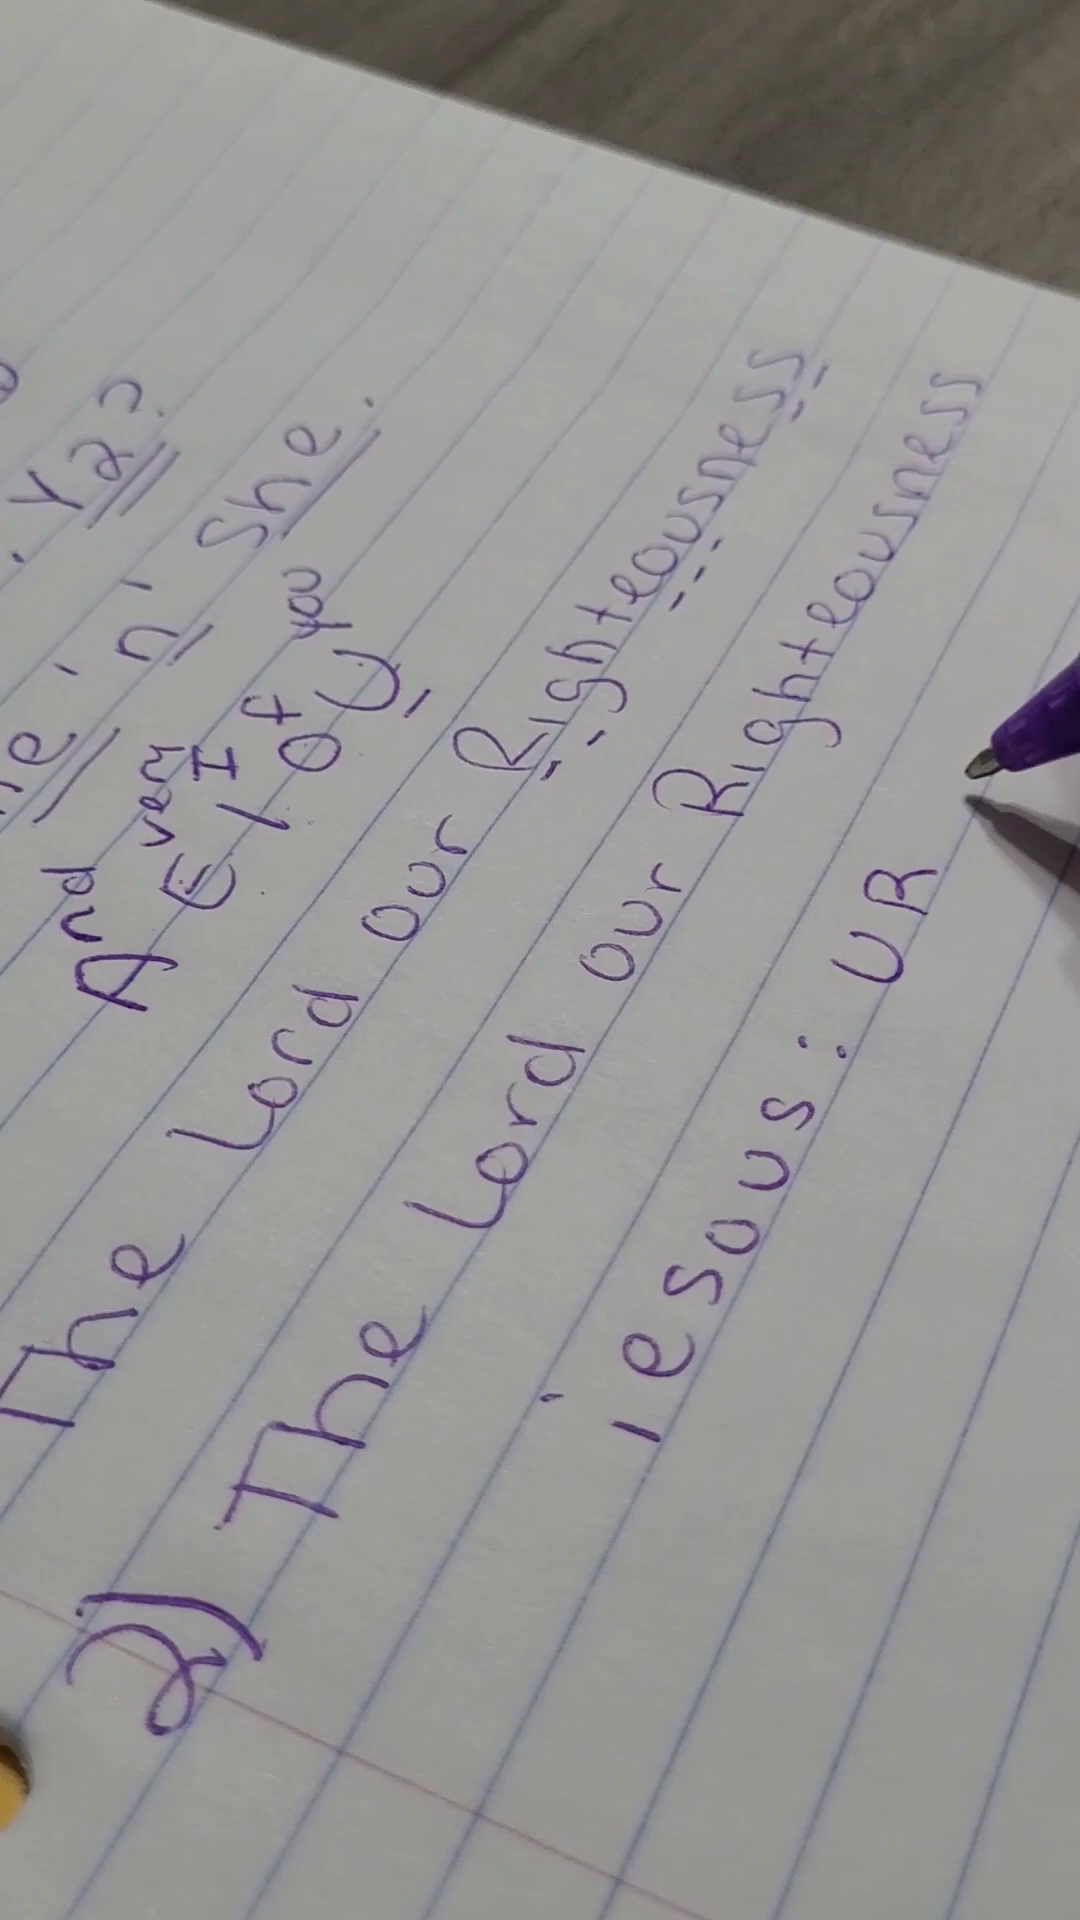 . Y2?
'n' She.
And Every / I Of You U
The Lord our Righteousness
2) The Lord our Righteousness
iesous: UR